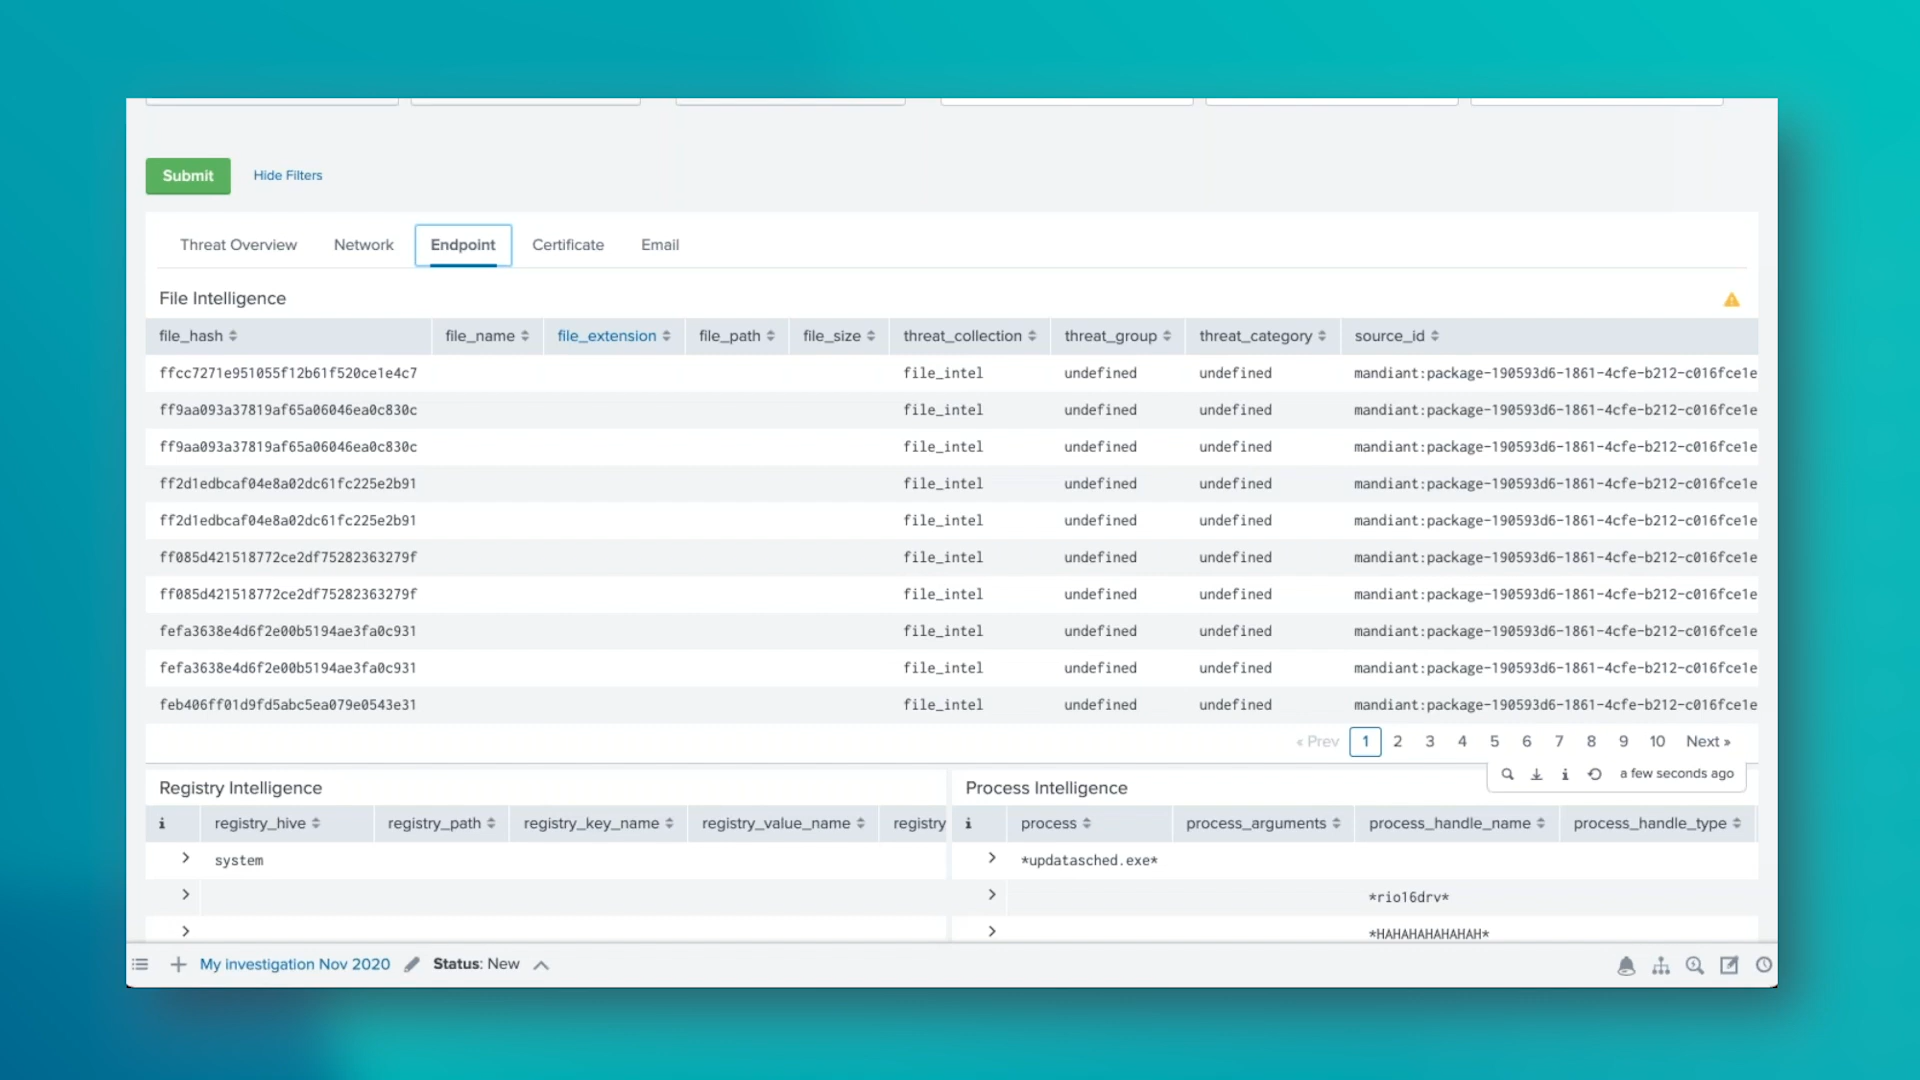 Submit Hide Filters
Threat Overview Network Endpoint Certificate Email
File Intelligence
file_hash file_name file_extension file_path file_size threat_collection threat_group threat_category source_id
ffcc7271e951055f12b61f520ce1e4c7 file_intel undefined undefined mandiant:package-190593d6-1861-4cfe-b212-c016fce1e
ff9aa093a37819af65a06046ea0c830c file_intel undefined undefined mandiant:package-190593d6-1861-4cfe-b212-c016fce1e
ff9aa093a37819af65a06046ea0c830c file_intel undefined undefined mandiant:package-190593d6-1861-4cfe-b212-c016fce1e
ff2d1edbcaf04e8a02dc61fc225e2b91 file_intel undefined undefined mandiant:package-190593d6-1861-4cfe-b212-c016fce1e
ff2d1edbcaf04e8a02dc61fc225e2b91 file_intel undefined undefined mandiant:package-190593d6-1861-4cfe-b212-c016fce1e
ff085d421518772ce2df75282363279f file_intel undefined undefined mandiant:package-190593d6-1861-4cfe-b212-c016fce1e
ff085d421518772ce2df75282363279f file_intel undefined undefined mandiant:package-190593d6-1861-4cfe-b212-c016fce1e
fefa3638e4d6f2e00b5194ae3fa0c931 file_intel undefined undefined mandiant:package-190593d6-1861-4cfe-b212-c016fce1e
fefa3638e4d6f2e00b5194ae3fa0c931 file_intel undefined undefined mandiant:package-190593d6-1861-4cfe-b212-c016fce1e
feb406ff01d9fd5abc5ea079e0543e31 file_intel undefined undefined mandiant:package-190593d6-1861-4cfe-b212-c016fce1e
« Prev 1 2 3 4 5 6 7 8 9 10 Next »
a few seconds ago
Registry Intelligence Process Intelligence
i registry_hive registry_path registry_key_name registry_value_name registry i process process_arguments process_handle_name process_handle_type
system *updatasched.exe*
*rio16drv*
*HAHAHAHAHAHAH*
My investigation Nov 2020 Status: New